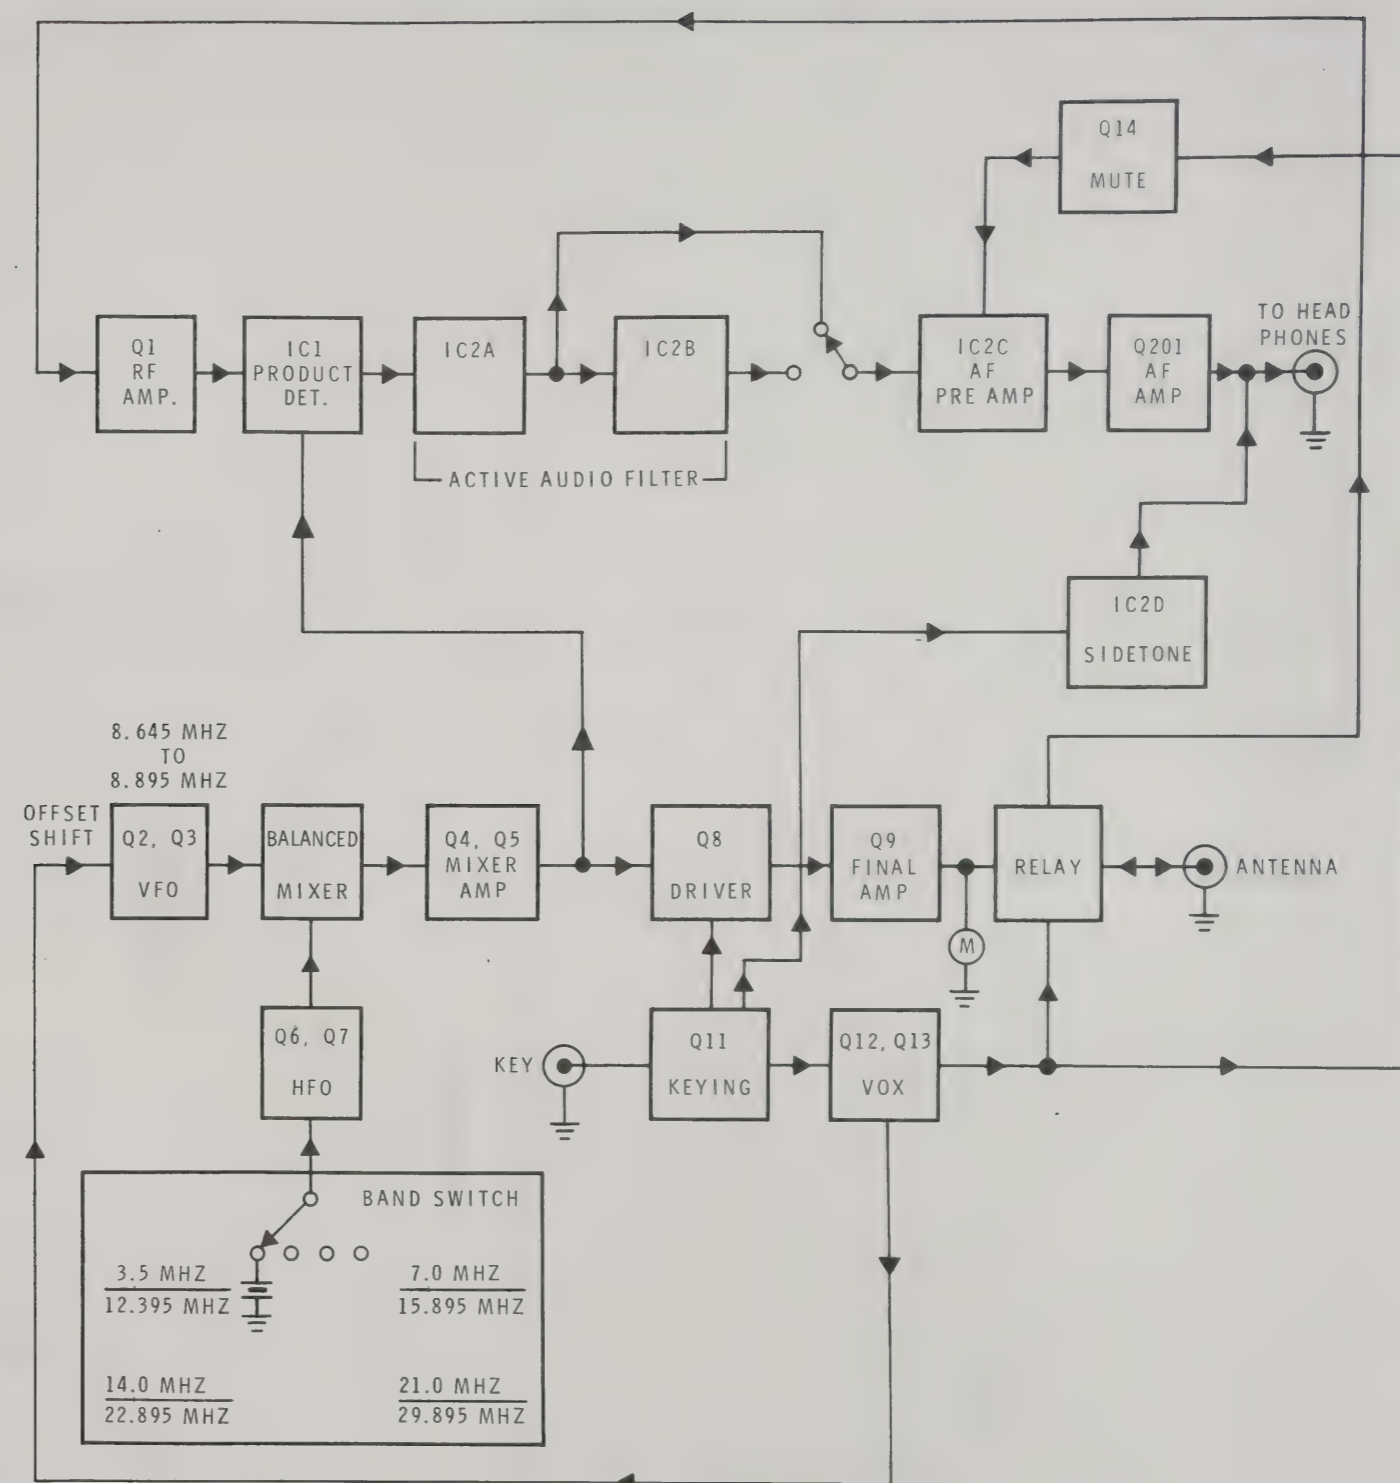 Q14
MUTE
Q1
RF
AMP.
IC1
PRODUCT
DET.
IC2A
IC2B
IC2C
AF
PRE AMP
Q201
AF
AMP
TO HEAD
PHONES
ACTIVE AUDIO FILTER
IC2D
SIDETONE
8.645 MHZ
TO
8.895 MHZ
OFFSET
SHIFT
Q2, Q3
VFO
BALANCED
MIXER
Q4, Q5
MIXER
AMP
Q8
DRIVER
Q9
FINAL
AMP
RELAY
ANTENNA
M
Q6, Q7
HFO
KEY
Q11
KEYING
Q12, Q13
VOX
BAND SWITCH
3.5 MHZ
12.395 MHZ
7.0 MHZ
15.895 MHZ
14.0 MHZ
22.895 MHZ
21.0 MHZ
29.895 MHZ